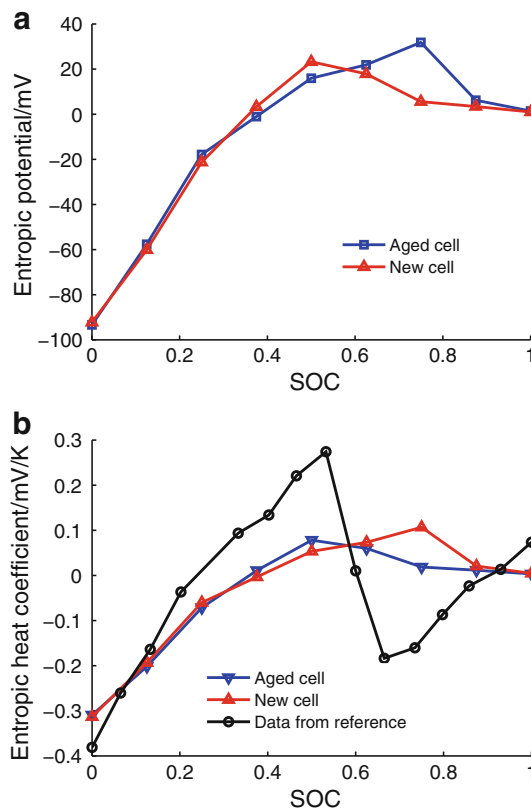 a
Entropic potential/mV
40
20
0
−20
−40
−60
−80
−100
Aged cell
New cell
0
0.2
0.4
0.6
0.8
1
SOC
b
Entropic heat coefficient/mV/K
0.3
0.2
0.1
0
−0.1
−0.2
−0.3
−0.4
Aged cell
New cell
Data from reference
0
0.2
0.4
0.6
0.8
1
SOC